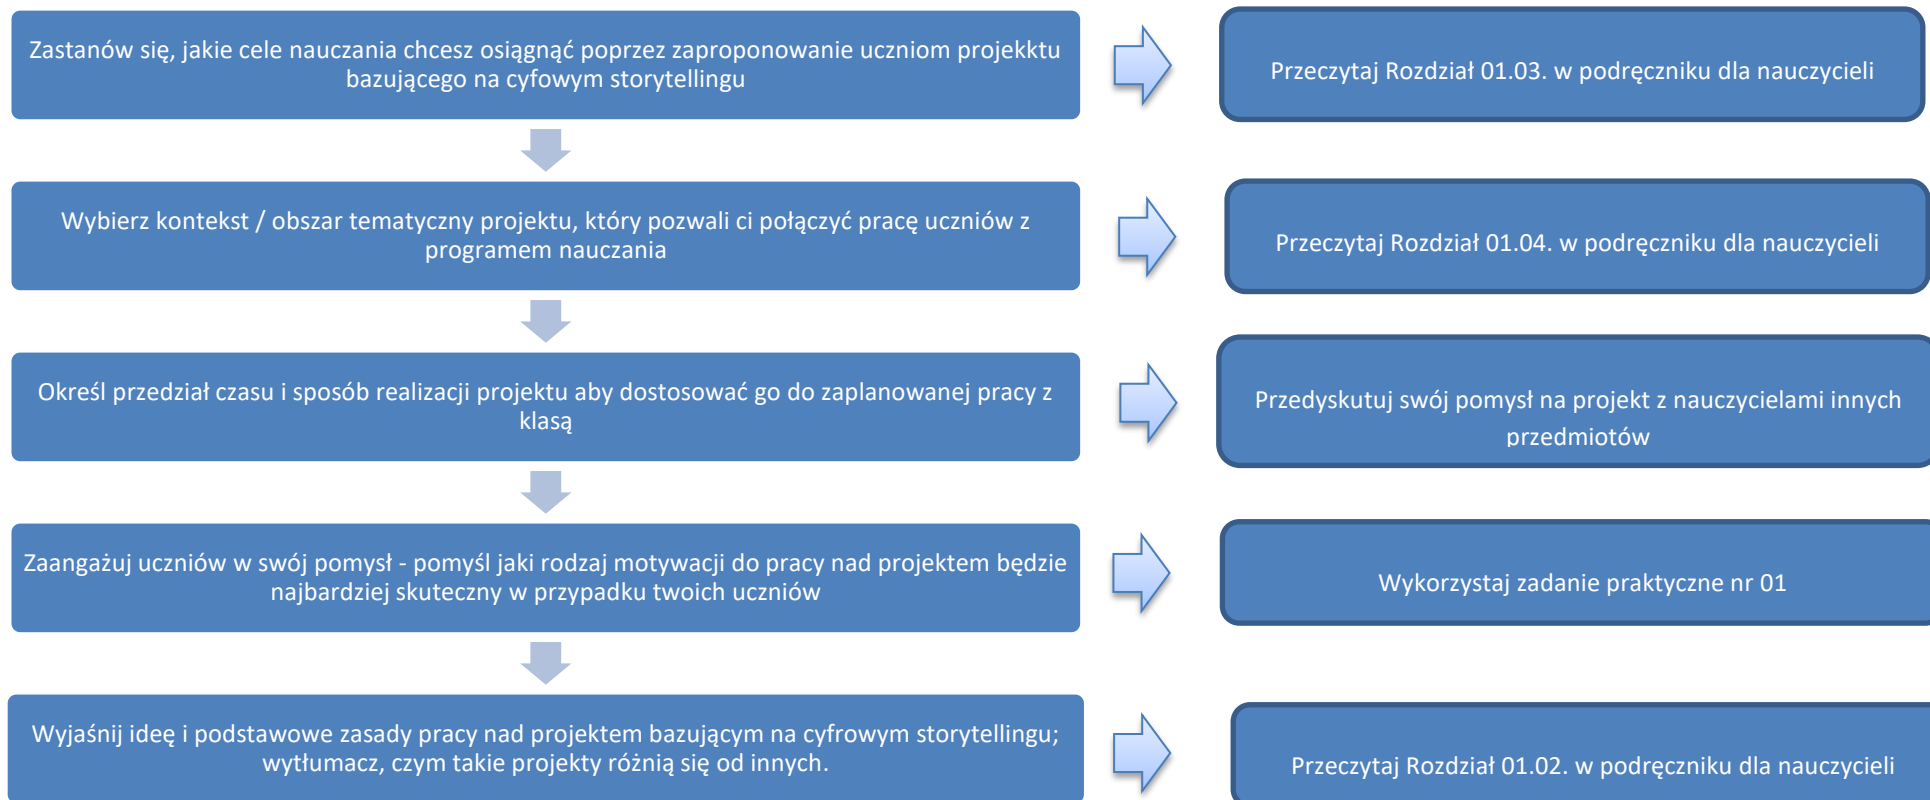 Zastanów się, jakie cele nauczania chcesz osiągnąć poprzez zaproponowanie uczniom projekktu
bazującego na cyfowym storytellingu
Przeczytaj Rozdział 01.03. w podręczniku dla nauczycieli
Wybierz kontekst / obszar tematyczny projektu, który pozwali ci połączyć pracę uczniów z
programem nauczania
Przeczytaj Rozdział 01.04. w podręczniku dla nauczycieli
Określ przedział czasu i sposób realizacji projektu aby dostosować go do zaplanowanej pracy z
klasą
Przedyskutuj swój pomysł na projekt z nauczycielami innych
przedmiotów
Zaangażuj uczniów w swój pomysł - pomyśl jaki rodzaj motywacji do pracy nad projektem będzie
najbardziej skuteczny w przypadku twoich uczniów
Wykorzystaj zadanie praktyczne nr 01
Wyjaśnij ideę i podstawowe zasady pracy nad projektem bazującym na cyfrowym storytellingu;
wytłumacz, czym takie projekty różnią się od innych.
Przeczytaj Rozdział 01.02. w podręczniku dla nauczycieli